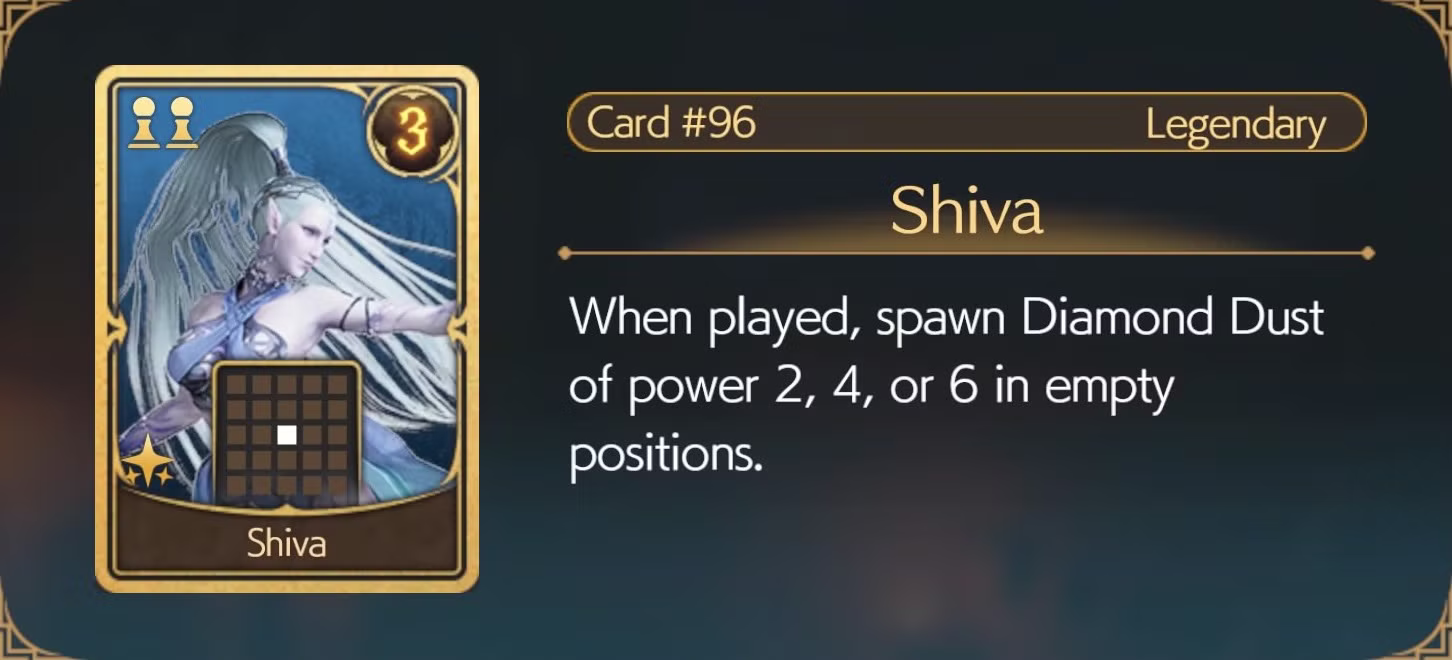 3
Shiva
Card #96 Legendary
Shiva
When played, spawn Diamond Dust
of power 2, 4, or 6 in empty
positions.